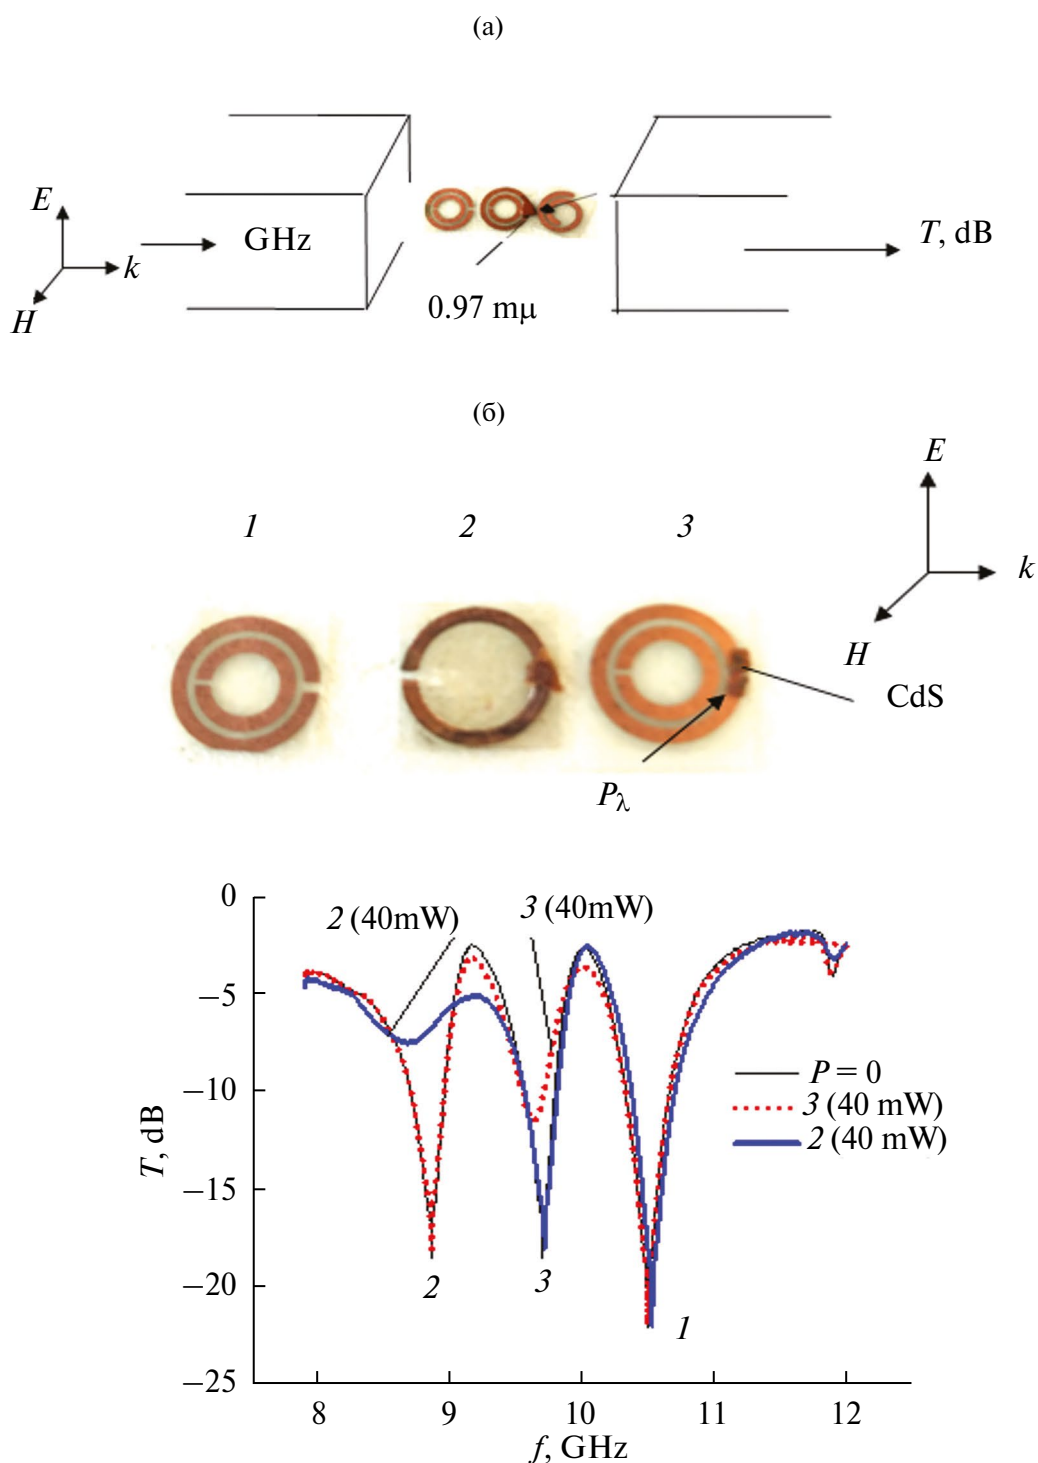 (а)
E
GHz
k
H
T, dB
0.97 mμ
(б)
E
1 2 3
k
H
CdS
Pλ
0
2 (40mW)
3 (40mW)
−5
−10
−15
−20
−25
T, dB
P = 0
3 (40 mW)
2 (40 mW)
2
3
1
8 9 10 11 12
f, GHz